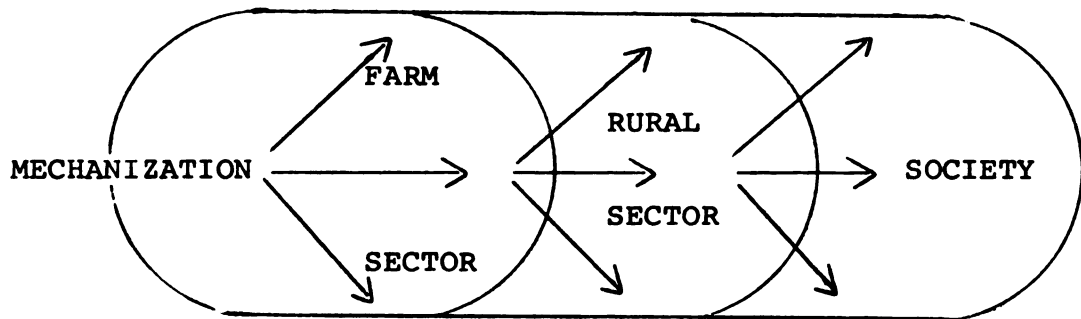 FARM
RURAL
MECHANIZATION
SOCIETY
SECTOR
SECTOR